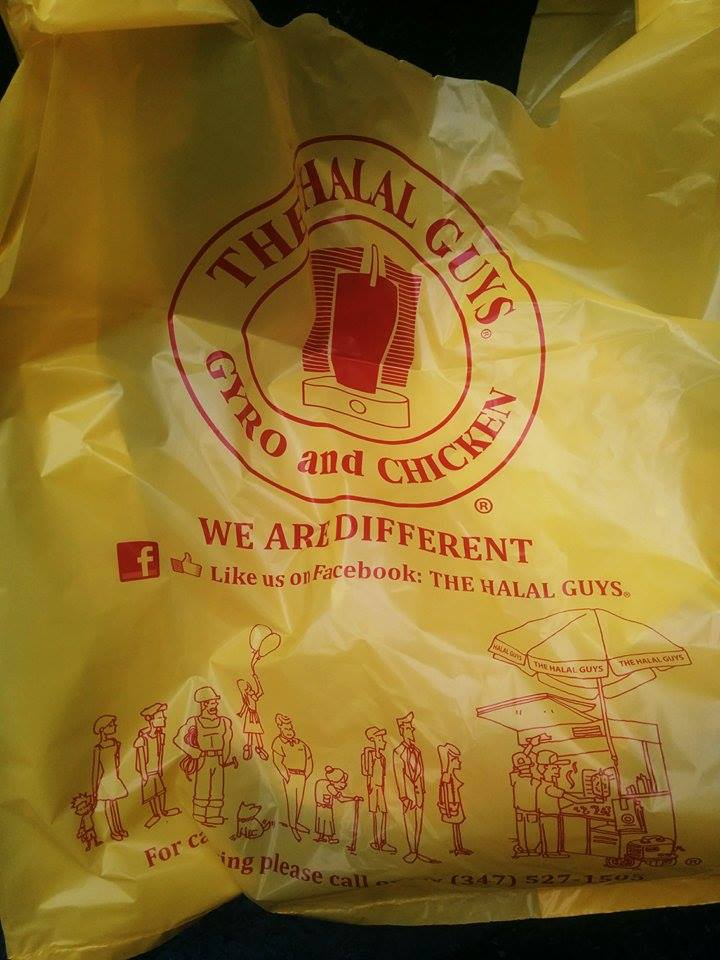 THE HALAL GUYS®
GYRO and CHICKEN
®
WE ARE DIFFERENT
f Like us on Facebook: THE HALAL GUYS®
HALAL GUYS THE HALAL GUYS THE HALAL GUYS
For ca ing please call (347) 527-1505
®